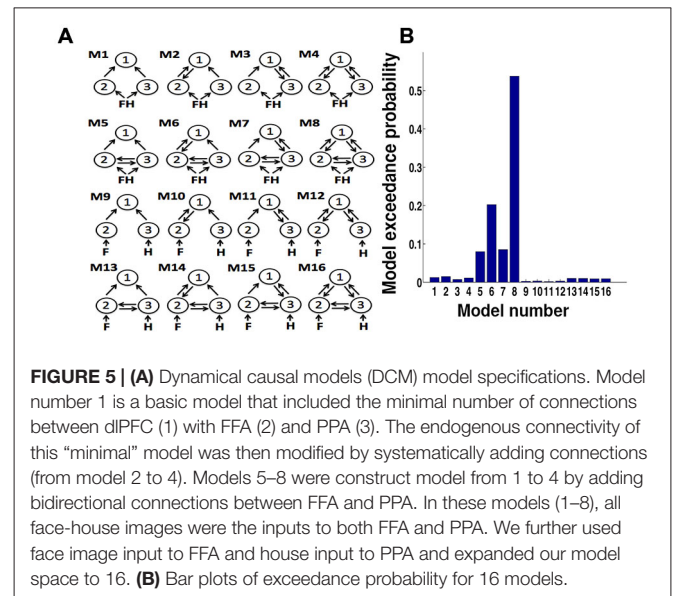 A
B
M1 M2 M3 M4
1 1 1 1
2 3 2 3 2 3 2 3
FH FH FH FH
M5 M6 M7 M8
1 1 1 1
2 3 2 3 2 3 2 3
FH FH FH FH
M9 M10 M11 M12
1 1 1 1
2 3 2 3 2 3 2 3
F H F H F H F H
M13 M14 M15 M16
1 1 1 1
2 3 2 3 2 3 2 3
F H F H F H F H
Model exceedance probability
0.5
0.4
0.3
0.2
0.1
0
1 2 3 4 5 6 7 8 9 10 11 12 13 14 15 16
Model number
FIGURE 5 | (A) Dynamical causal models (DCM) model specifications. Model
number 1 is a basic model that included the minimal number of connections
between dlPFC (1) with FFA (2) and PPA (3). The endogenous connectivity of
this “minimal” model was then modified by systematically adding connections
(from model 2 to 4). Models 5–8 were construct model from 1 to 4 by adding
bidirectional connections between FFA and PPA. In these models (1–8), all
face-house images were the inputs to both FFA and PPA. We further used
face image input to FFA and house input to PPA and expanded our model
space to 16. (B) Bar plots of exceedance probability for 16 models.